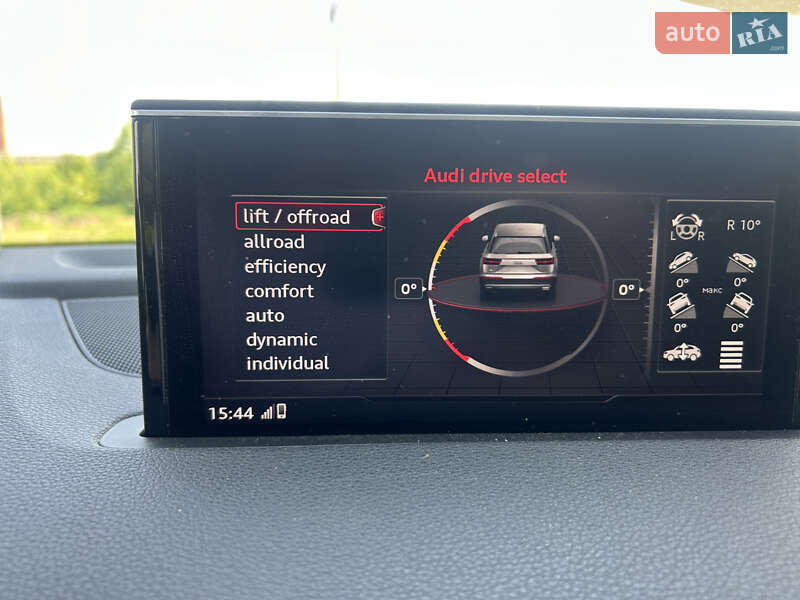 auto RIA
.com
Audi drive select
lift / offroad
allroad
efficiency
comfort
auto
dynamic
individual
0°
0°
L R
R 10°
0° макс 0°
0° 0°
15:44